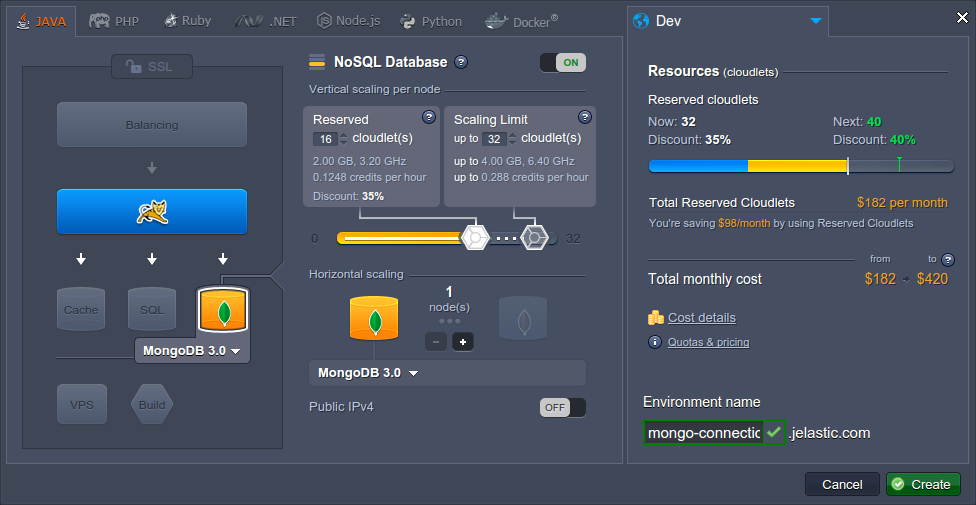 JAVA
PHP
Ruby
.NET
Node.js
Python
Docker®
SSL
Balancing
Cache
SQL
MongoDB 3.0
VPS
Build
NoSQL Database ?
ON
Vertical scaling per node
Reserved ?
16 cloudlet(s)
2.00 GB, 3.20 GHz
0.1248 credits per hour
Discount: 35%
Scaling Limit ?
up to 32 cloudlet(s)
up to 4.00 GB, 6.40 GHz
up to 0.288 credits per hour
0
32
Horizontal scaling
1
node(s)
MongoDB 3.0
Public IPv4
OFF
Dev
Resources (cloudlets)
Reserved cloudlets
Now: 32 Next: 40
Discount: 35% Discount: 40%
Total Reserved Cloudlets $182 per month
You're saving $98/month by using Reserved Cloudlets
from to ?
Total monthly cost $182 $420
Cost details
Quotas & pricing
Environment name
mongo-connectic .jelastic.com
Cancel
Create